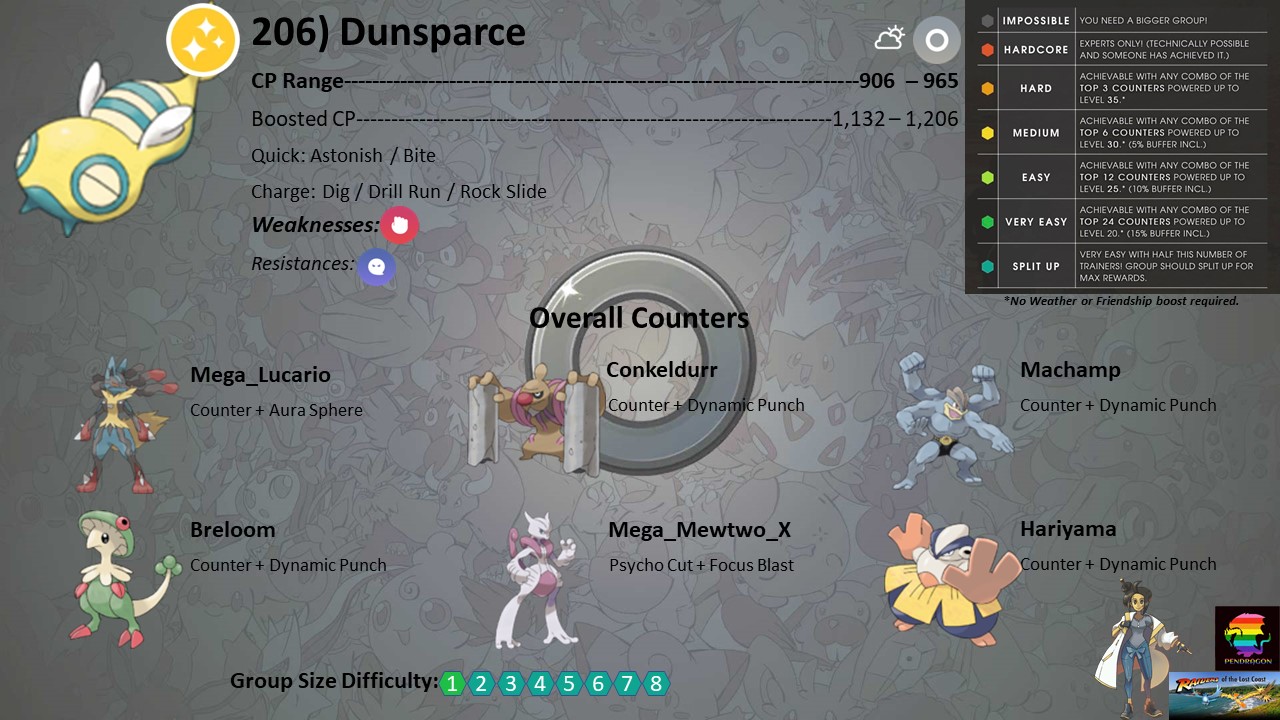 206) Dunsparce
CP Range------------------------------------------------------------------------906 – 965
Boosted CP--------------------------------------------------------------------1,132 – 1,206
Quick: Astonish / Bite
Charge: Dig / Drill Run / Rock Slide
Weaknesses:
Resistances:
IMPOSSIBLE YOU NEED A BIGGER GROUP!
HARDCORE EXPERTS ONLY! (TECHNICALLY POSSIBLE
AND SOMEONE HAS ACHIEVED IT.)
HARD ACHIEVABLE WITH ANY COMBO OF THE
TOP 3 COUNTERS POWERED UP TO
LEVEL 35.*
MEDIUM ACHIEVABLE WITH ANY COMBO OF THE
TOP 6 COUNTERS POWERED UP TO
LEVEL 30.* (5% BUFFER INCL.)
EASY ACHIEVABLE WITH ANY COMBO OF THE
TOP 12 COUNTERS POWERED UP TO
LEVEL 25.* (10% BUFFER INCL.)
VERY EASY ACHIEVABLE WITH ANY COMBO OF THE
TOP 24 COUNTERS POWERED UP TO
LEVEL 20.* (15% BUFFER INCL.)
SPLIT UP VERY EASY WITH HALF THIS NUMBER OF
TRAINERS! GROUP SHOULD SPLIT UP FOR
MAX REWARDS.
*No Weather or Friendship boost required.
Overall Counters
Mega_Lucario
Counter + Aura Sphere
Conkeldurr
Counter + Dynamic Punch
Machamp
Counter + Dynamic Punch
Breloom
Counter + Dynamic Punch
Mega_Mewtwo_X
Psycho Cut + Focus Blast
Hariyama
Counter + Dynamic Punch
Group Size Difficulty: 1 2 3 4 5 6 7 8
PENDROGON
RAIDERS of the Lost Coast